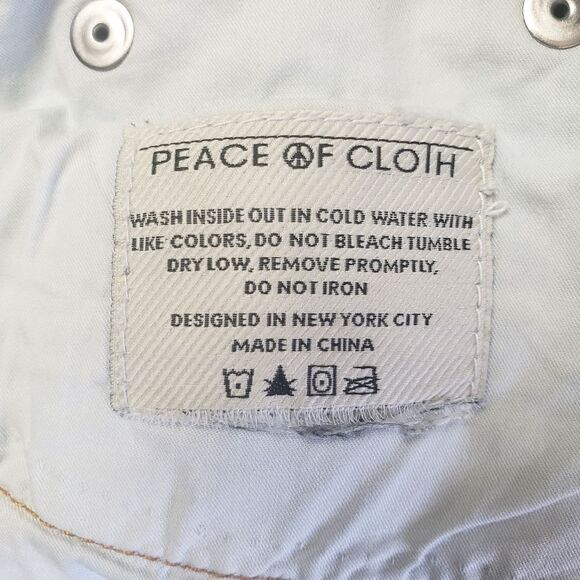 PEACE OF CLOTH
WASH INSIDE OUT IN COLD WATER WITH
LIKE COLORS, DO NOT BLEACH TUMBLE
DRY LOW, REMOVE PROMPTLY,
DO NOT IRON
DESIGNED IN NEW YORK CITY
MADE IN CHINA